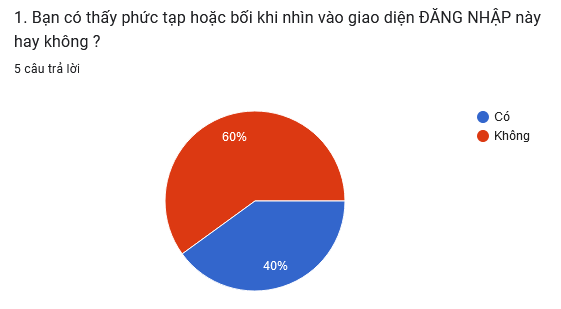 1. Bạn có thấy phức tạp hoặc bối khi nhìn vào giao diện ĐĂNG NHẬP này
hay không ?
5 câu trả lời
Có
Không
60%
40%